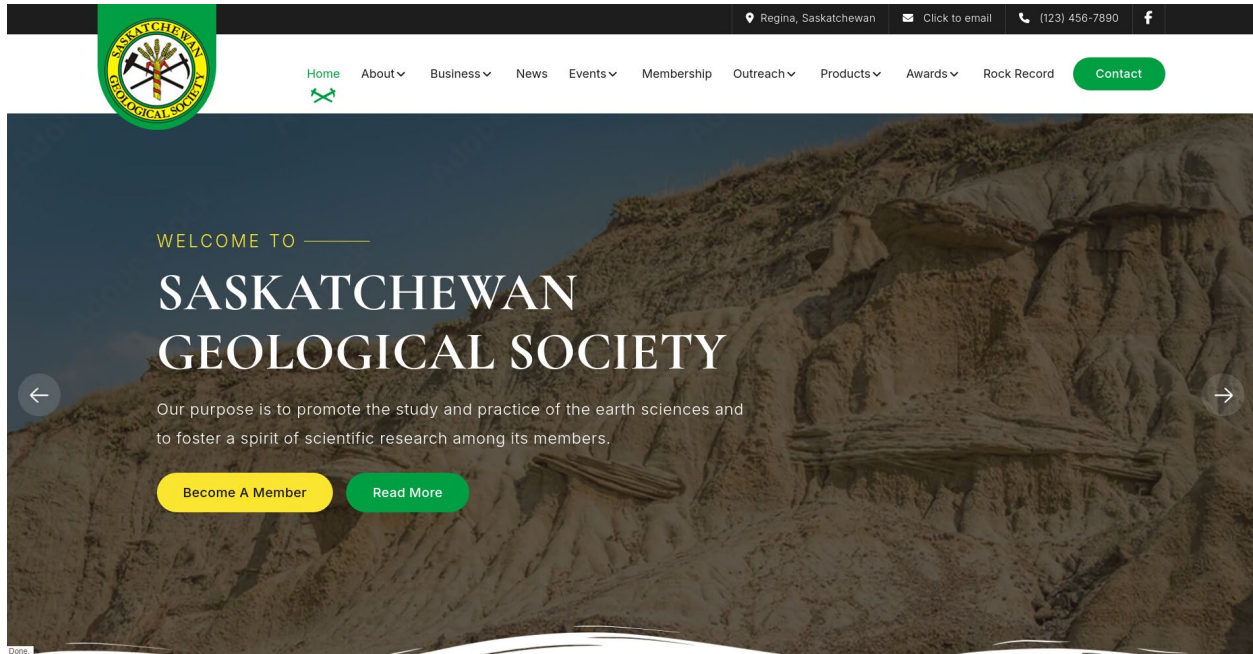 Regina, Saskatchewan
Click to email
(123) 456-7890
SASKATCHEWAN
GEOLOGICAL SOCIETY
Home
About
Business
News
Events
Membership
Outreach
Products
Awards
Rock Record
Contact
WELCOME TO
SASKATCHEWAN
GEOLOGICAL SOCIETY
Our purpose is to promote the study and practice of the earth sciences and
to foster a spirit of scientific research among its members.
Become A Member
Read More
Done.